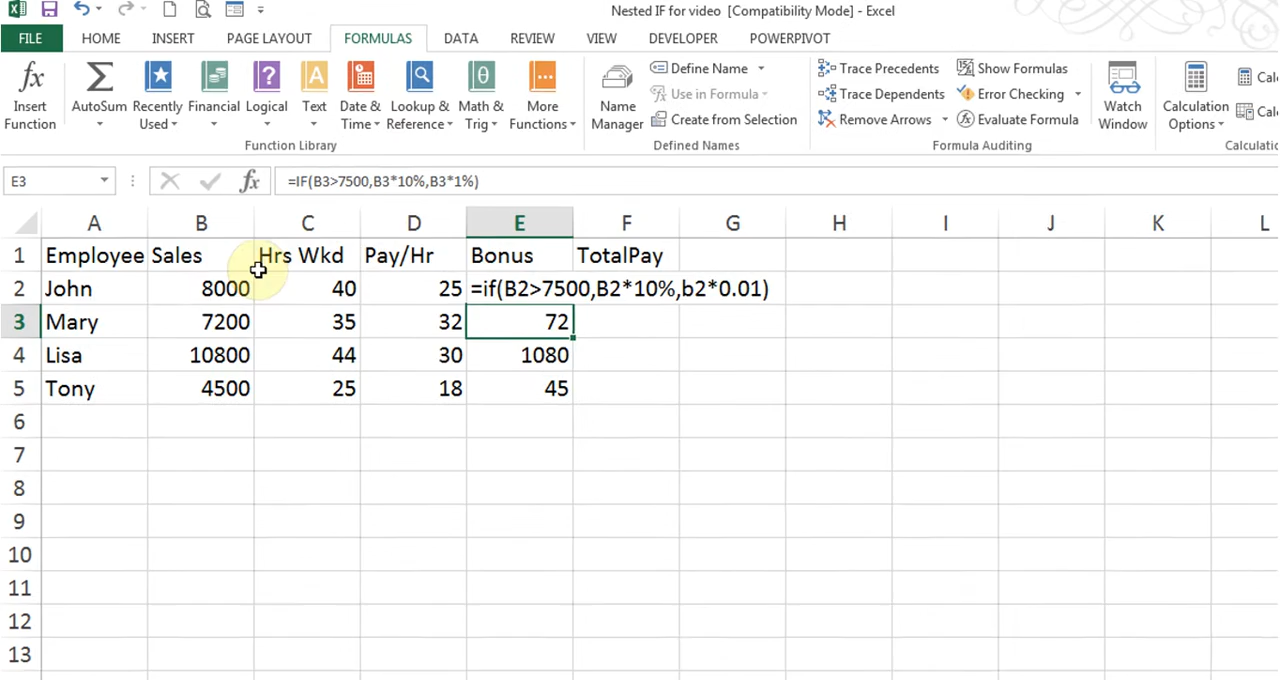 Nested IF for video [Compatibility Mode] - Excel
FILE HOME INSERT PAGE LAYOUT FORMULAS DATA REVIEW VIEW DEVELOPER POWERPIVOT
fx Insert Function
Σ AutoSum
Recently Used
Financial
? Logical
A Text
Date & Time
Lookup & Reference
θ Math & Trig
More Functions
Function Library
Name Manager
Define Name
Use in Formula
Create from Selection
Defined Names
Trace Precedents
Trace Dependents
Remove Arrows
Show Formulas
Error Checking
Evaluate Formula
Formula Auditing
Watch Window
Calculation Options
Calc
Calc
Calculatio
E3 fx =IF(B3>7500,B3*10%,B3*1%)
A B C D E F G H I J K L
1 Employee Sales Hrs Wkd Pay/Hr Bonus TotalPay
2 John 8000 40 25 =if(B2>7500,B2*10%,b2*0.01)
3 Mary 7200 35 32 72
4 Lisa 10800 44 30 1080
5 Tony 4500 25 18 45
6
7
8
9
10
11
12
13